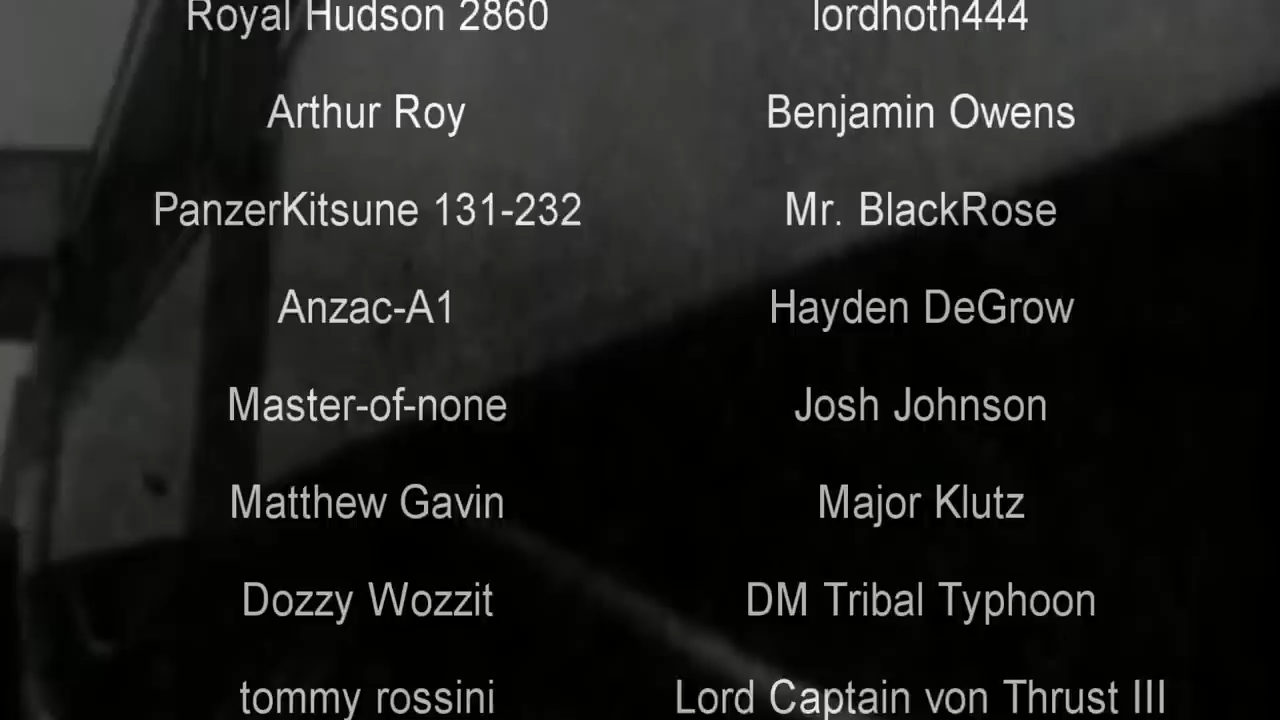 Royal Hudson 2860 lordhoth444
Arthur Roy Benjamin Owens
PanzerKitsune 131-232 Mr. BlackRose
Anzac-A1 Hayden DeGrow
Master-of-none Josh Johnson
Matthew Gavin Major Klutz
Dozzy Wozzit DM Tribal Typhoon
tommy rossini Lord Captain von Thrust III